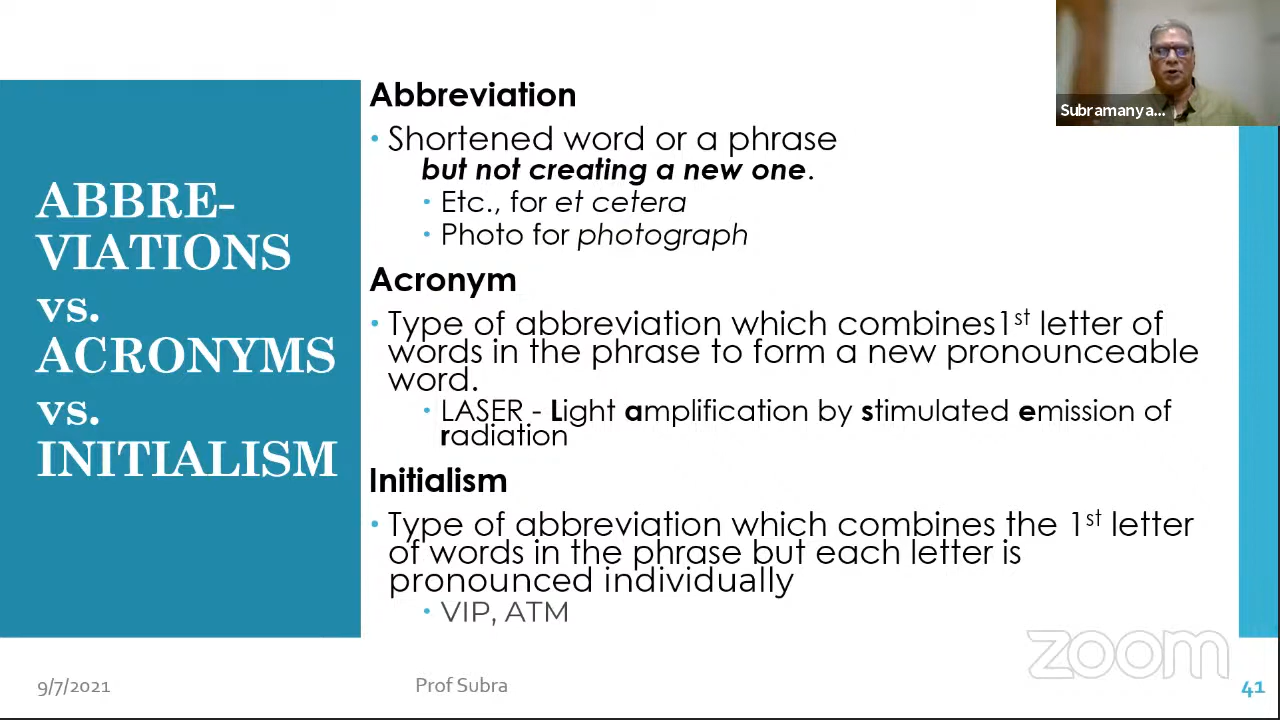 Subramanya...
ABBRE-
VIATIONS
vs.
ACRONYMS
vs.
INITIALISM
Abbreviation
• Shortened word or a phrase
but not creating a new one.
• Etc., for et cetera
• Photo for photograph
Acronym
• Type of abbreviation which combines1st letter of
words in the phrase to form a new pronounceable
word.
• LASER - Light amplification by stimulated emission of
radiation
Initialism
• Type of abbreviation which combines the 1st letter
of words in the phrase but each letter is
pronounced individually
• VIP, ATM
zoom
9/7/2021
Prof Subra
41